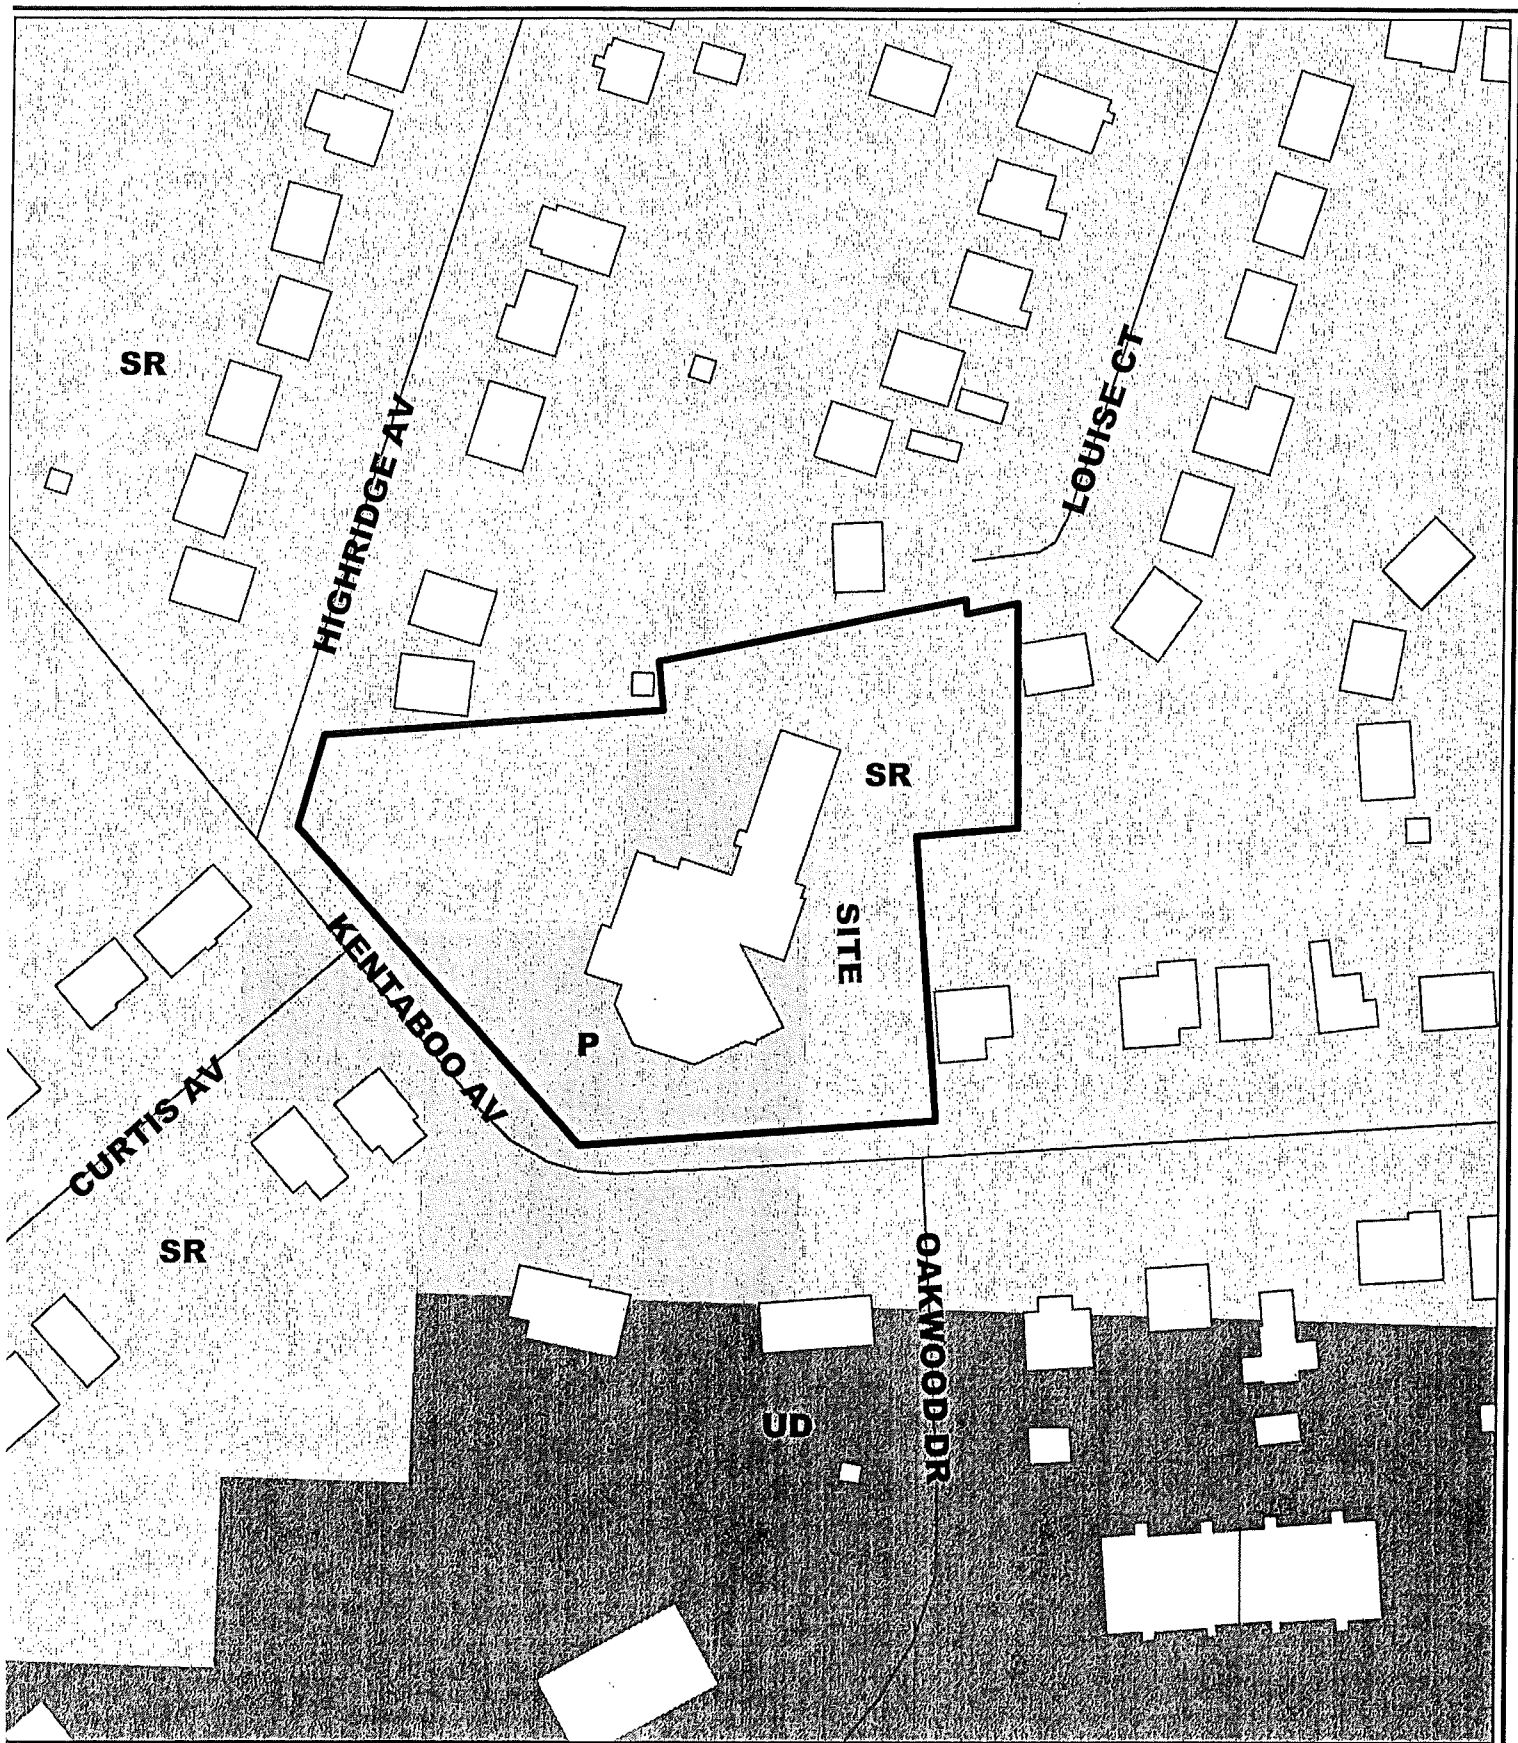 SR
HIGHRIDGE AV
LOUISE CT
SR
SITE
KENTABOO AV
P
CURTIS AV
SR
OAKWOOD DR
UD